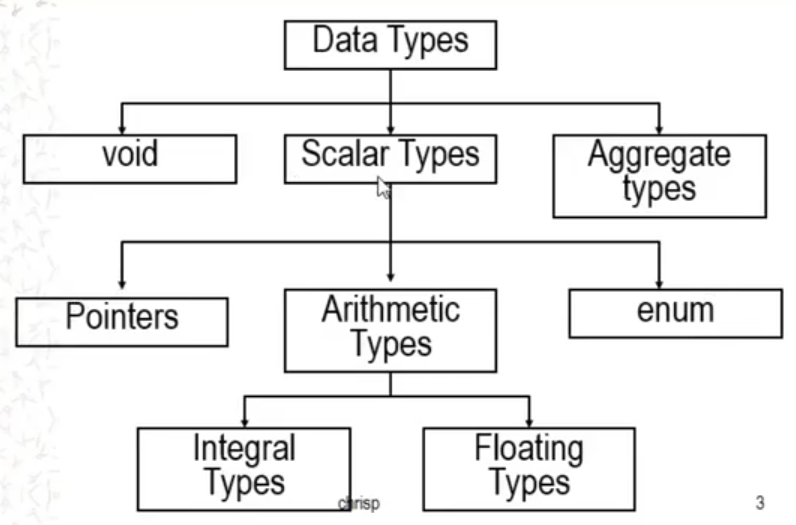 Data Types
void
Scalar Types
Aggregate
types
Pointers
Arithmetic
Types
enum
Integral
Types
Floating
Types
chrisp
3